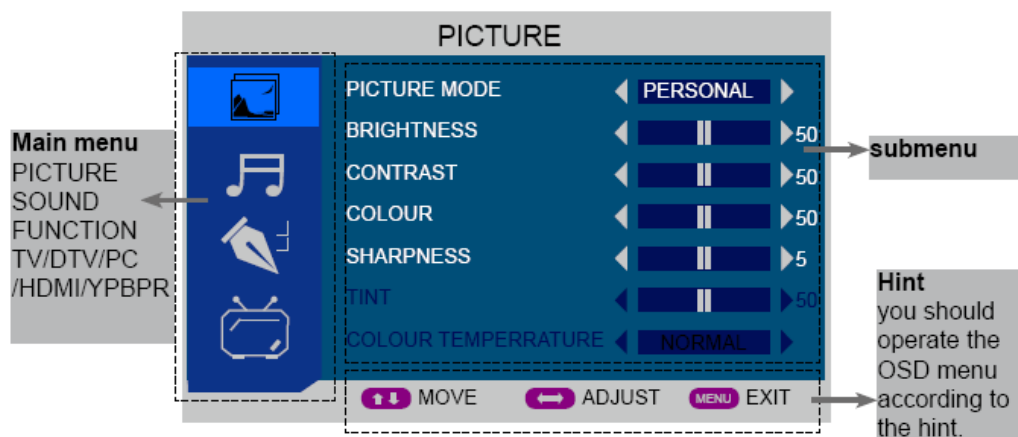 PICTURE
Main menu
PICTURE
SOUND
FUNCTION
TV/DTV/PC
/HDMI/YPBPR
PICTURE MODE PERSONAL
BRIGHTNESS 50
CONTRAST 50
COLOUR 50
SHARPNESS 5
TINT 50
COLOUR TEMPERRATURE NORMAL
MOVE ADJUST MENU EXIT
submenu
Hint
you should
operate the
OSD menu
according to
the hint.